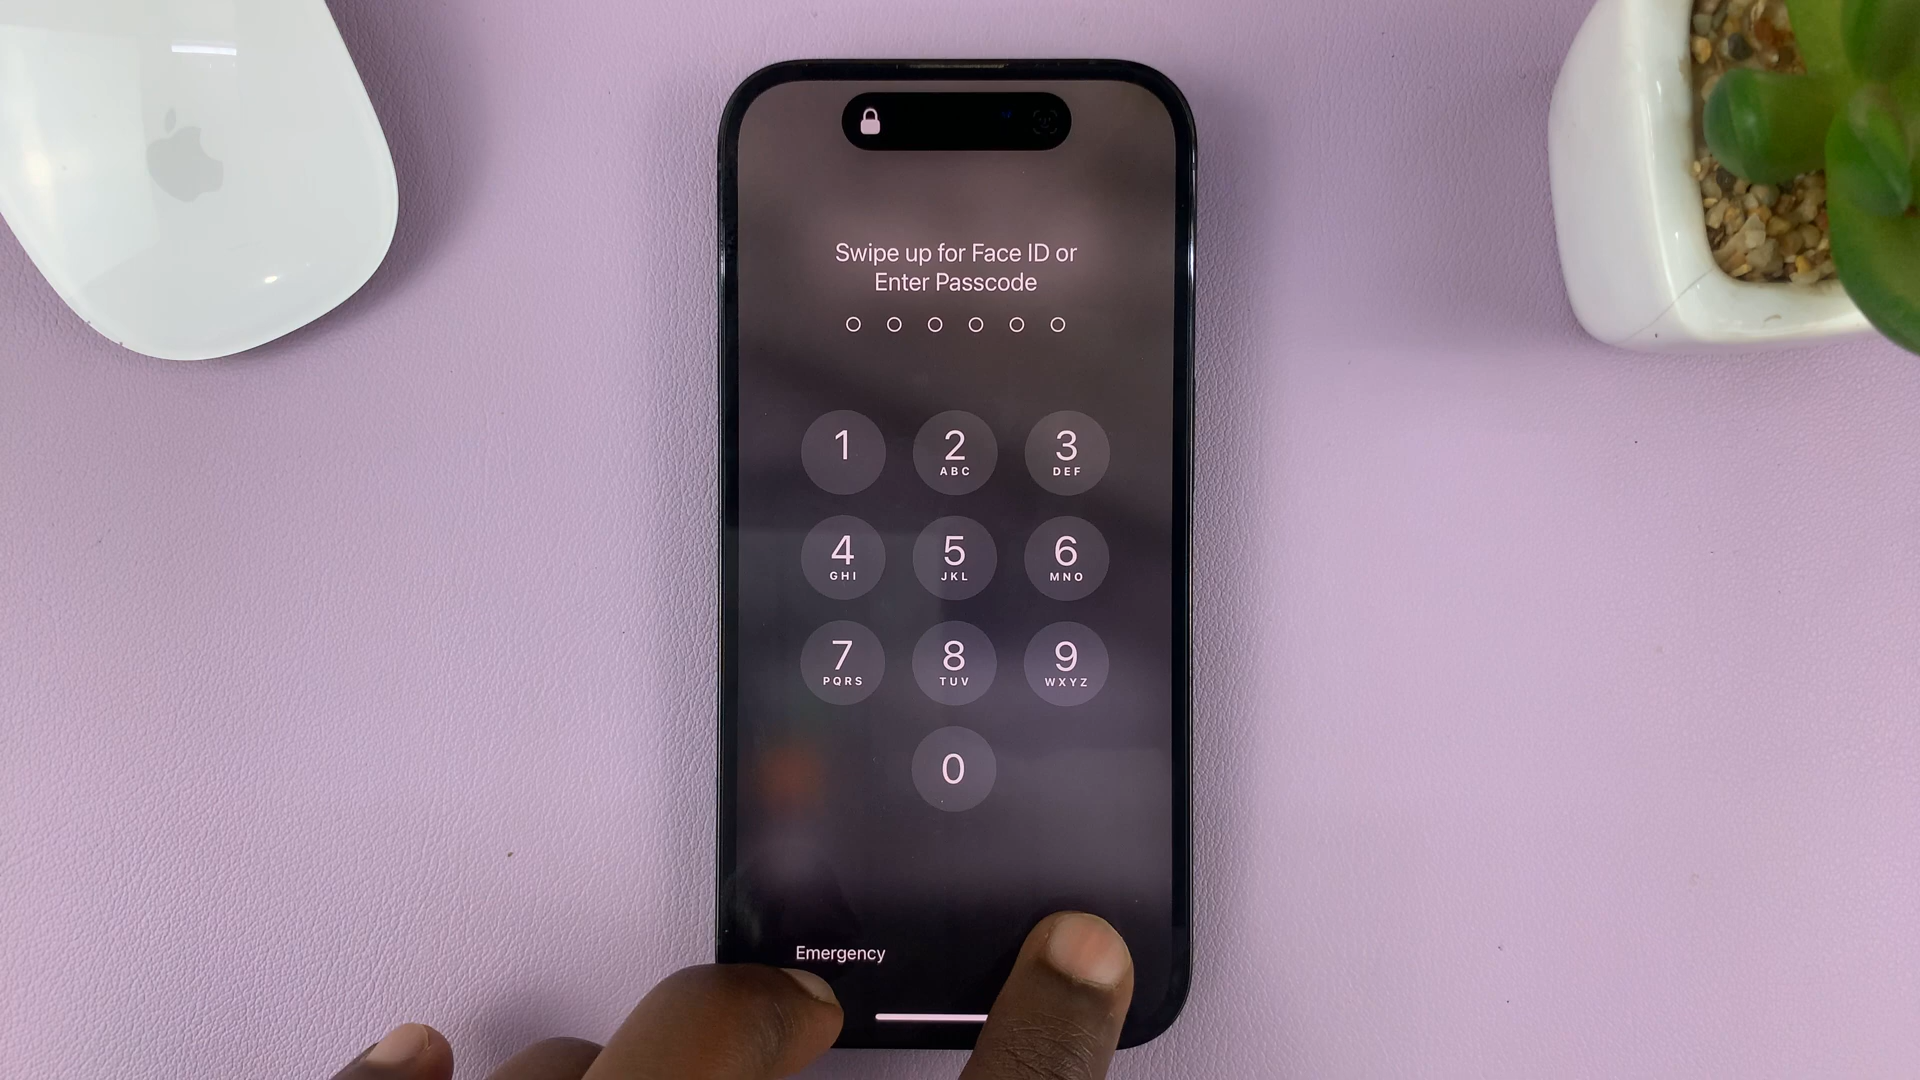 Swipe up for Face ID or
Enter Passcode
1
2
ABC
3
DEF
4
GHI
5
JKL
6
MNO
7
PQRS
8
TUV
9
WXYZ
0
Emergency